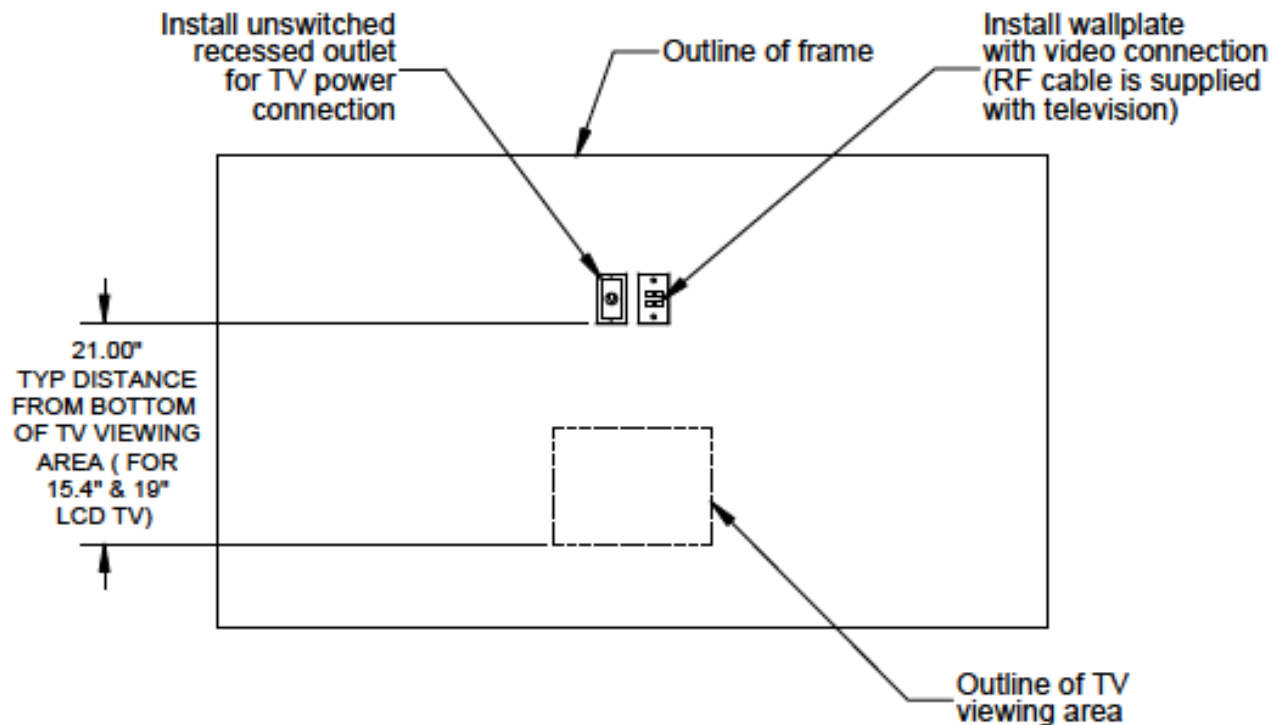 Install unswitched
recessed outlet
for TV power
connection
Outline of frame
Install wallplate
with video connection
(RF cable is supplied
with television)
21.00"
TYP DISTANCE
FROM BOTTOM
OF TV VIEWING
AREA ( FOR
15.4" & 19"
LCD TV)
Outline of TV
viewing area